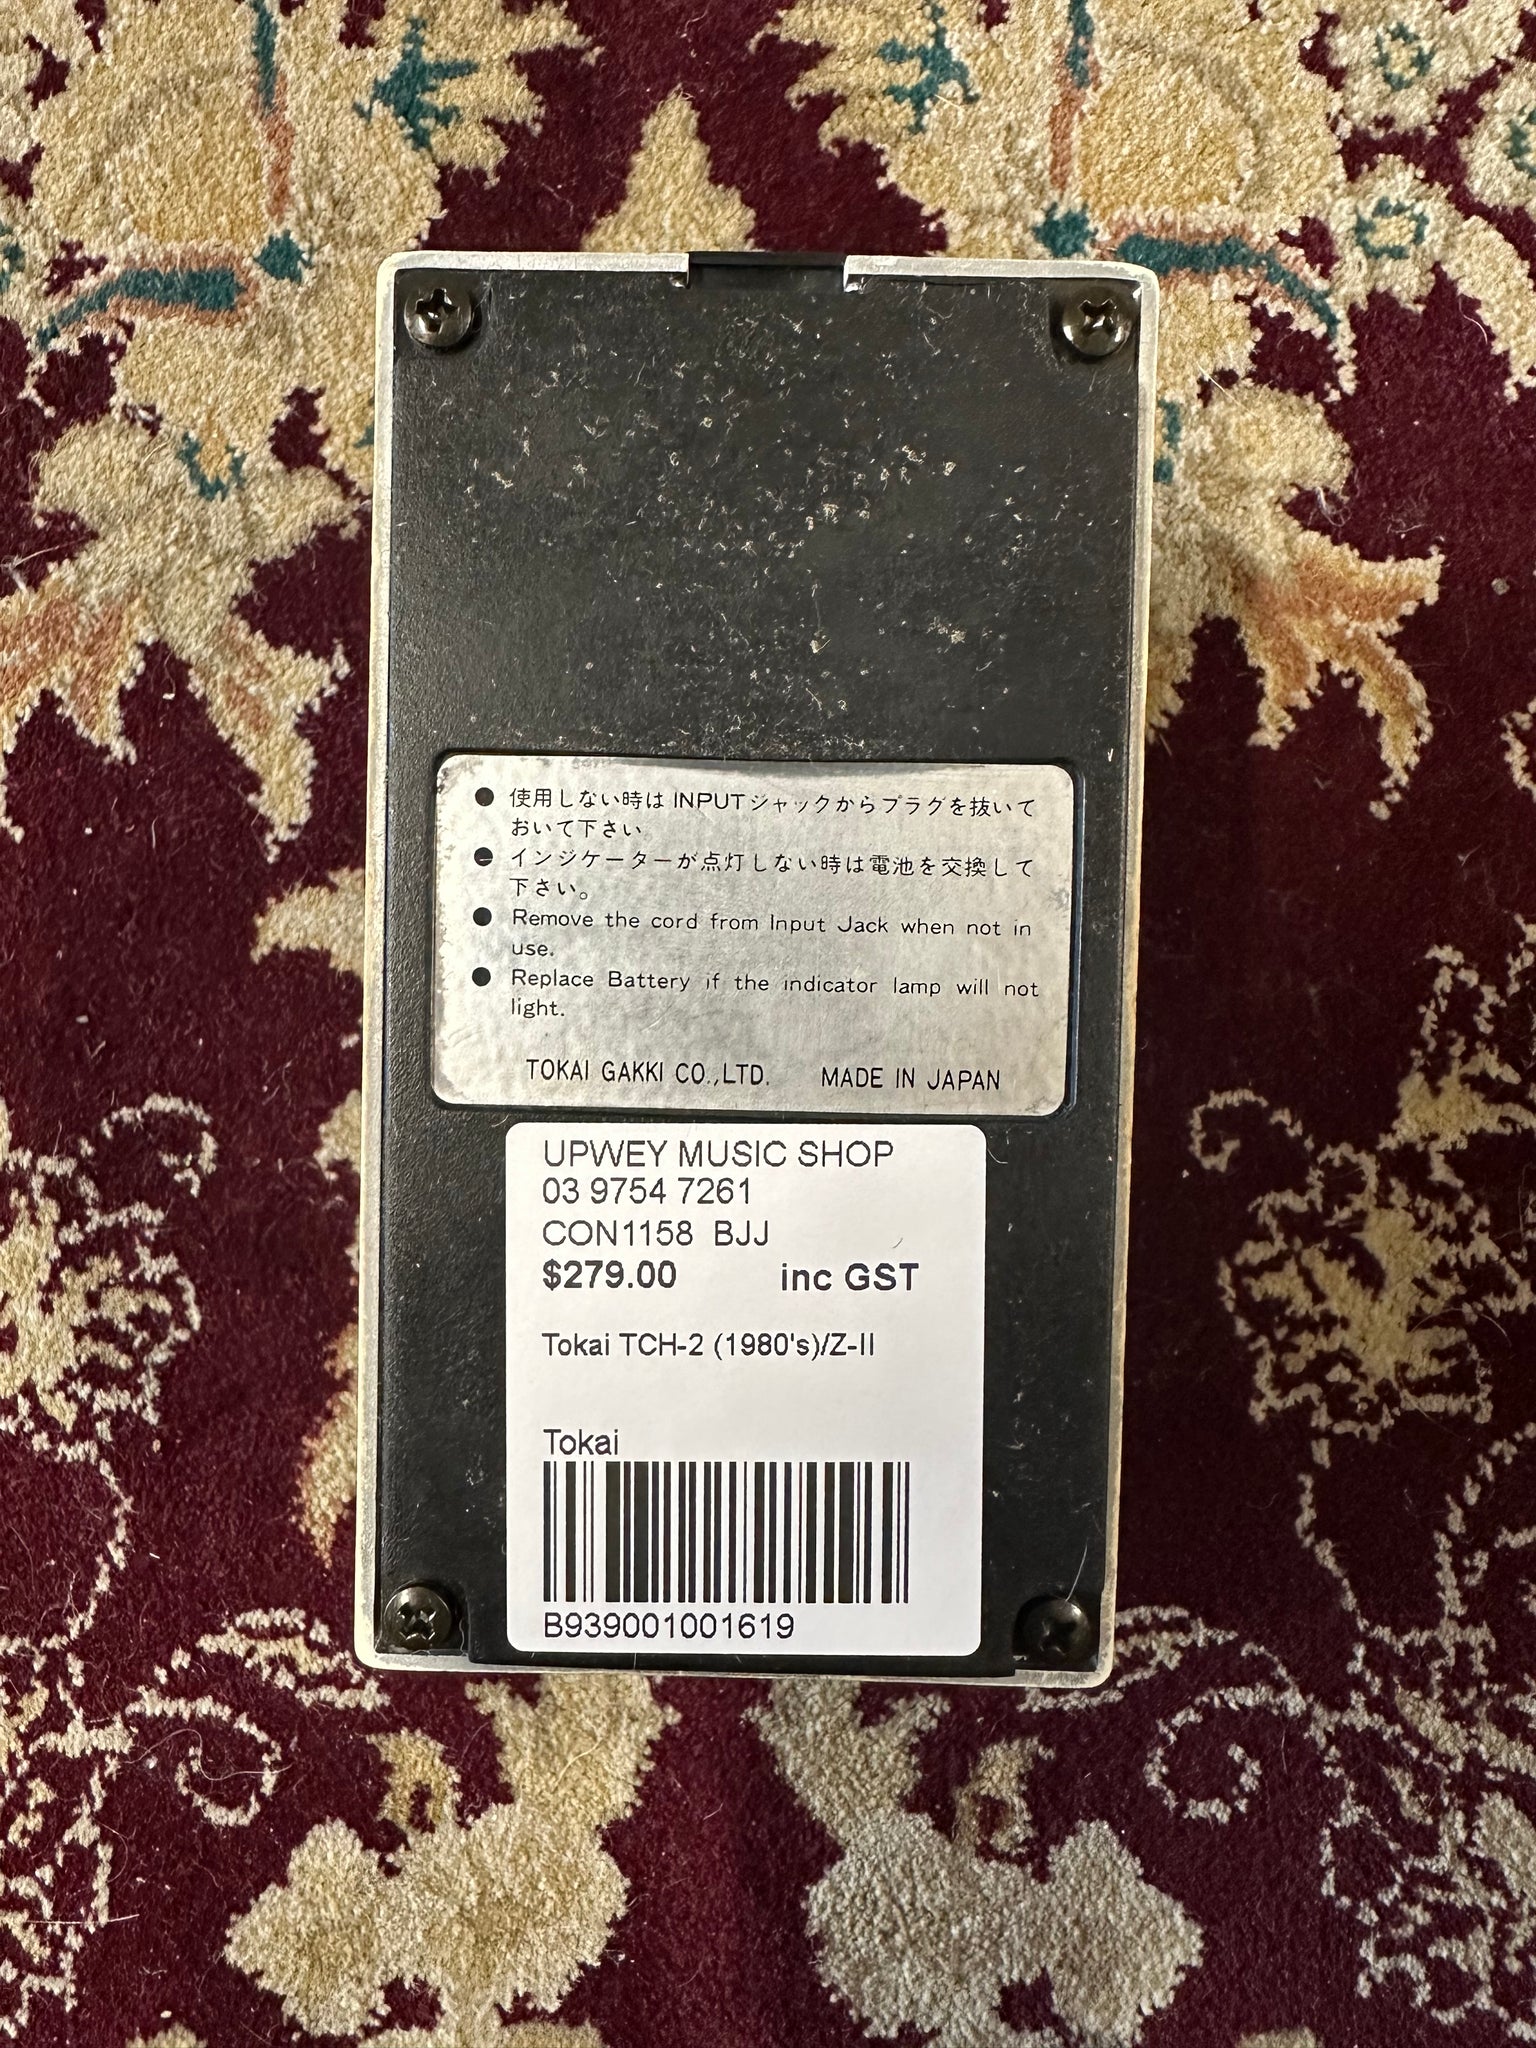 ● 使用しない時は INPUTジャックからプラグを抜いて
おいて下さい
● インジケーターが点灯しない時は電池を交換して
下さい。
● Remove the cord from Input Jack when not in
use.
● Replace Battery if the indicator lamp will not
light.
TOKAI GAKKI CO.,LTD. MADE IN JAPAN
UPWEY MUSIC SHOP
03 9754 7261
CON1158 BJJ
$279.00 inc GST
Tokai TCH-2 (1980's)/Z-II
Tokai
B939001001619